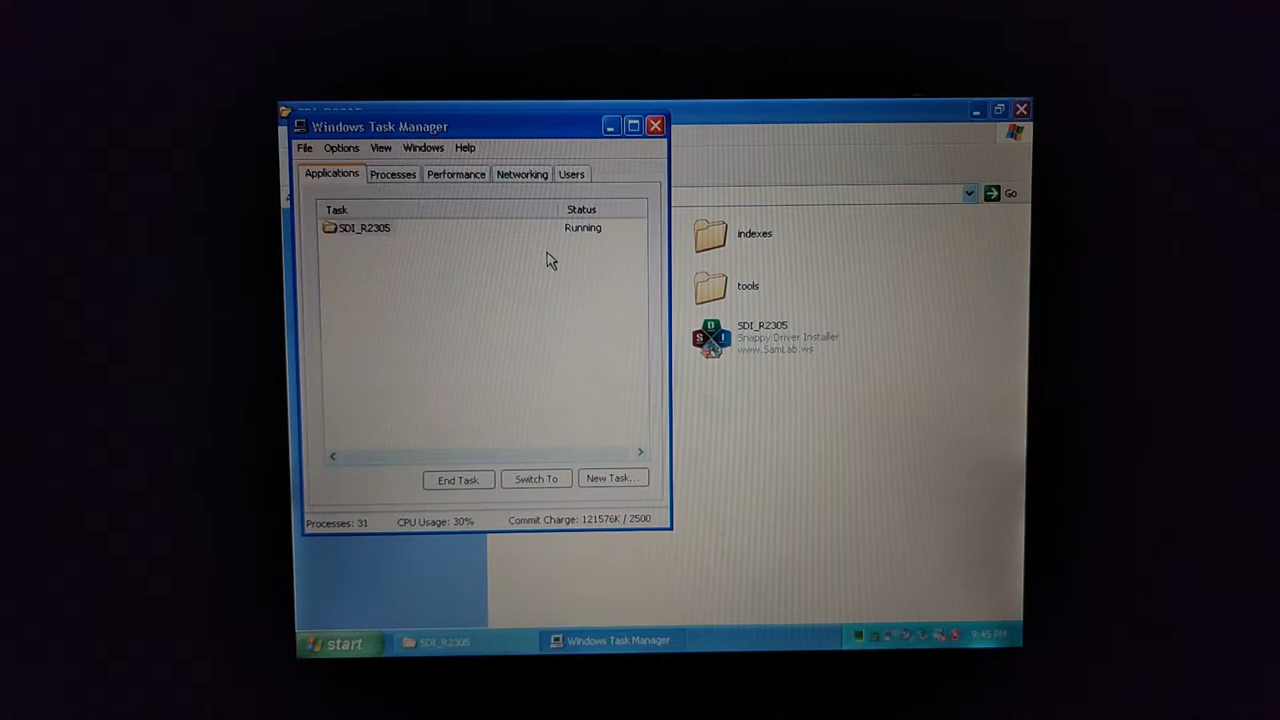 Windows Task Manager
File Options View Windows Help
Applications Processes Performance Networking Users
Task Status
SDI_R2305 Running
End Task Switch To New Task...
Processes: 31 CPU Usage: 30% Commit Charge: 121576K / 2500
Go
indexes
tools
SDI_R2305
Snappy Driver Installer
www.SamLab.ws
D
S I
start SDI_R2305 Windows Task Manager 9:45 PM